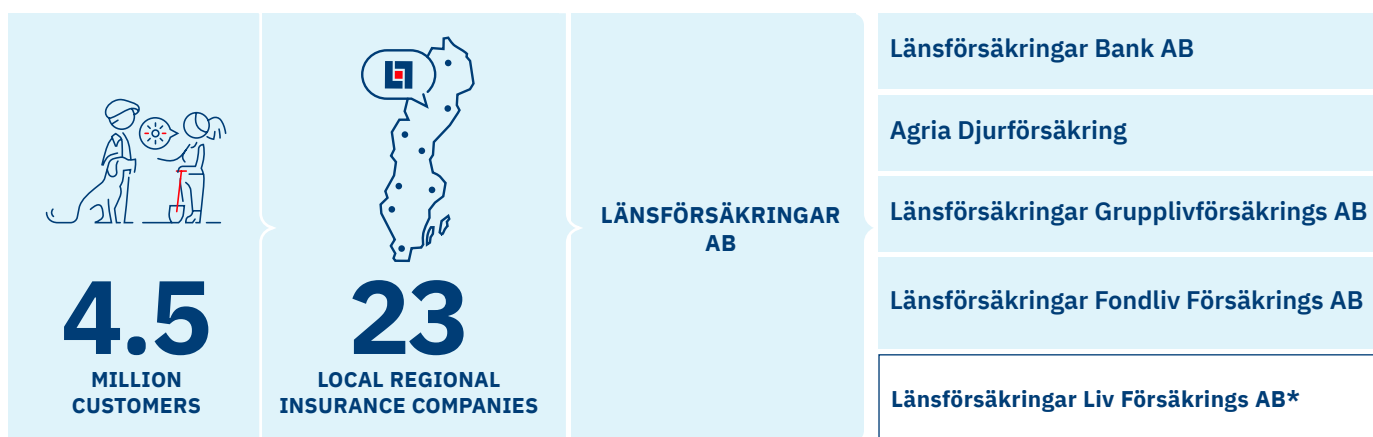 4.5
MILLION
CUSTOMERS
23
LOCAL REGIONAL
INSURANCE COMPANIES
LÄNSFÖRSÄKRINGAR
AB
Länsförsäkringar Bank AB
Agria Djurförsäkring
Länsförsäkringar Grupplivförsäkrings AB
Länsförsäkringar Fondliv Försäkrings AB
Länsförsäkringar Liv Försäkrings AB*